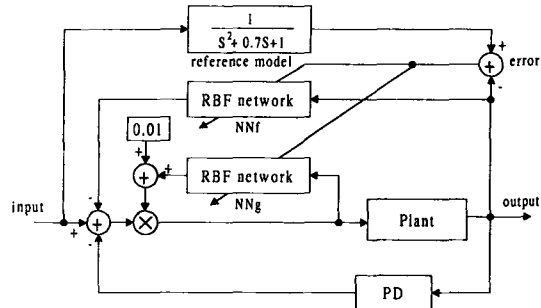 1
S²+ 0.7S+1
reference model
+
+
error
-
RBF network
NNf
0.01
+
+
+
RBF network
NNg
-
input
+
+
×
-
Plant
output
PD